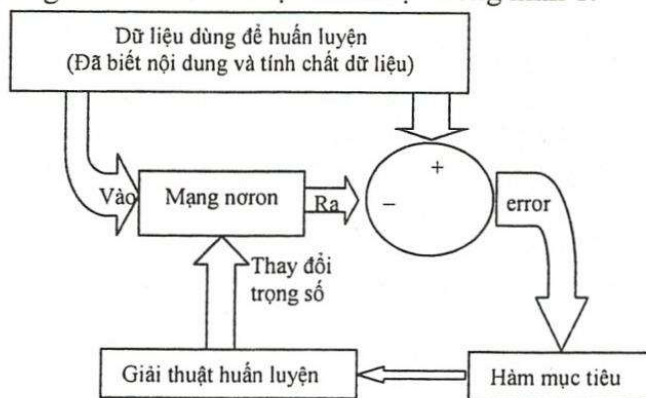 Dữ liệu dùng để huấn luyện
(Đã biết nội dung và tính chất dữ liệu)
Vào
Mạng nơron
Ra
+
−
error
Thay đổi
trọng số
Giải thuật huấn luyện
Hàm mục tiêu